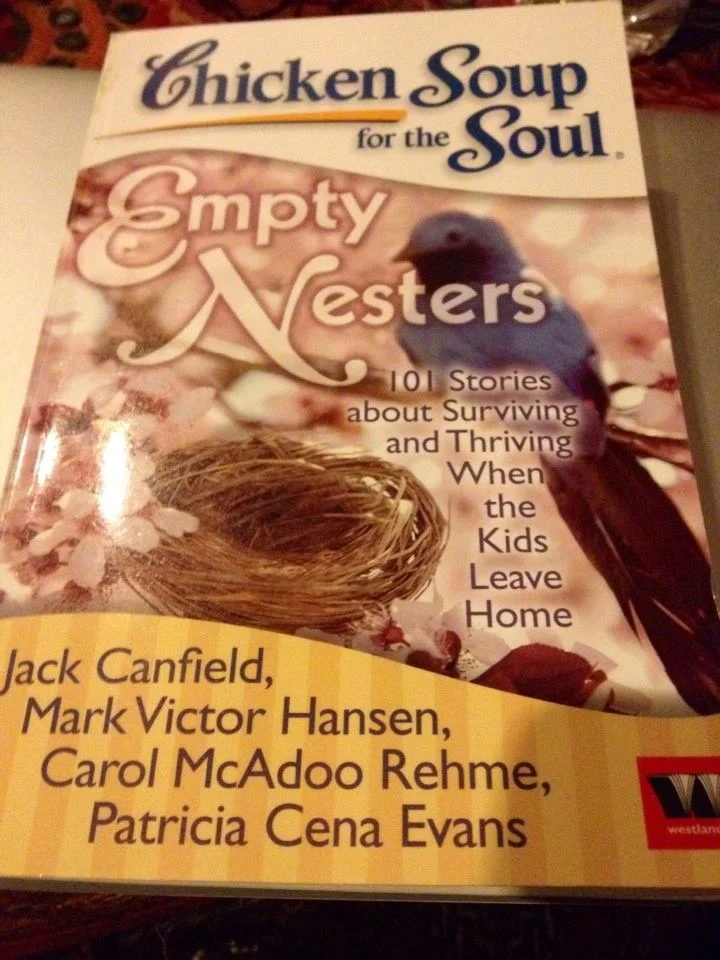 Chicken Soup
for the Soul®
Empty
Nesters
101 Stories
about Surviving
and Thriving
When
the
Kids
Leave
Home
Jack Canfield,
Mark Victor Hansen,
Carol McAdoo Rehme,
Patricia Cena Evans
W